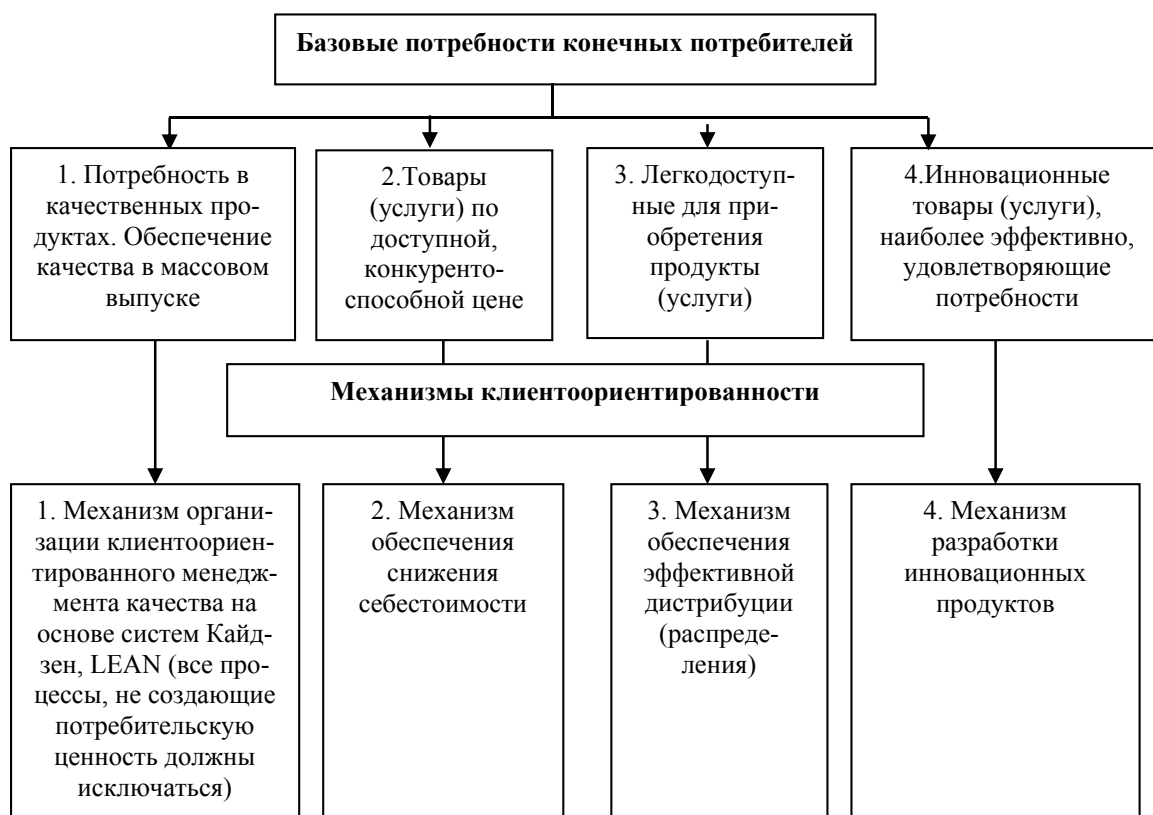 Базовые потребности конечных потребителей
1. Потребность в
качественных про-
дуктах. Обеспечение
качества в массовом
выпуске
2.Товары
(услуги) по
доступной,
конкуренто-
способной цене
3. Легкодоступ-
ные для при-
обретения
продукты
(услуги)
4.Инновационные
товары (услуги),
наиболее эффективно,
удовлетворяющие
потребности
Механизмы клиентоориентированности
1. Механизм органи-
зации клиентоориен-
тированного менедж-
мента качества на
основе систем Кайд-
зен, LEAN (все про-
цессы, не создающие
потребительскую
ценность должны
исключаться)
2. Механизм
обеспечения
снижения
себестоимости
3. Механизм
обеспечения
эффективной
дистрибуции
(распреде-
ления)
4. Механизм
разработки
инновационных
продуктов